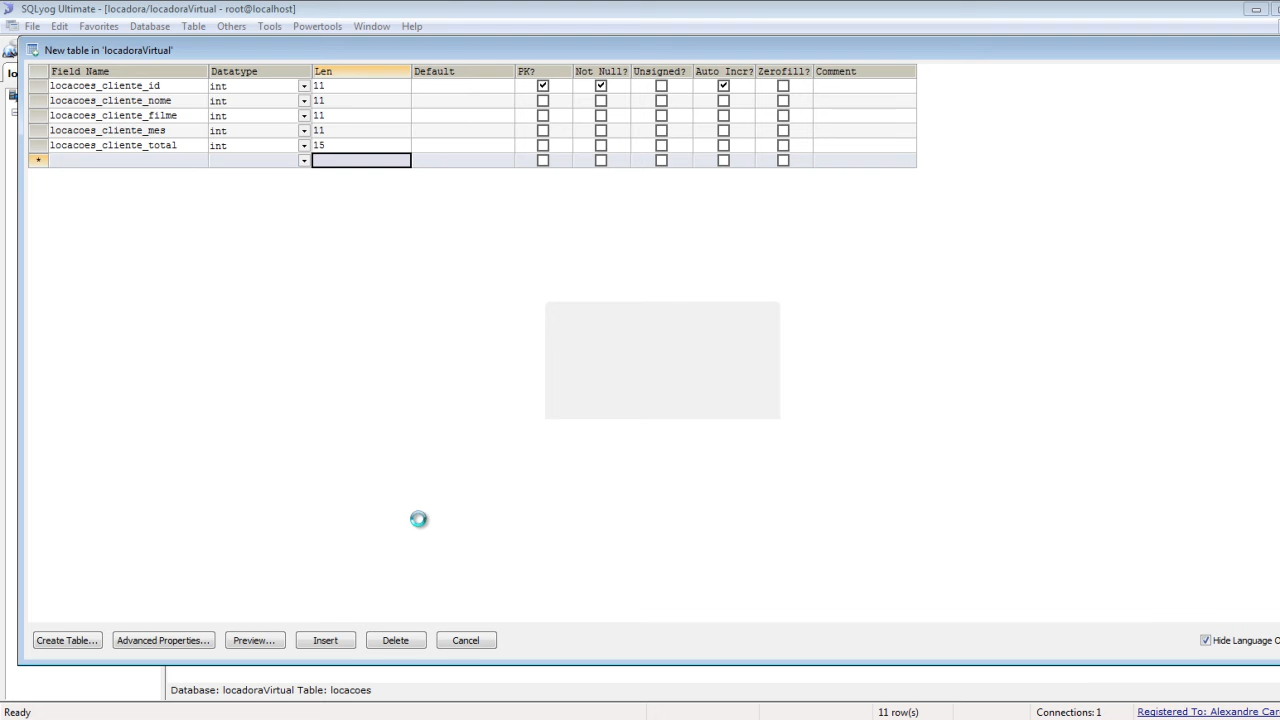 SQLyog Ultimate - [locadora/locadoraVirtual - root@localhost]
File Edit Favorites Database Table Others Tools Powertools Window Help
New table in 'locadoraVirtual'
Field Name Datatype Len Default PK? Not Null? Unsigned? Auto Incr? Zerofill? Comment
locacoes_cliente_id int 11
locacoes_cliente_nome int 11
locacoes_cliente_filme int 11
locacoes_cliente_mes int 11
locacoes_cliente_total int 15
*
Create Table... Advanced Properties... Preview... Insert Delete Cancel Hide Language O
Database: locadoraVirtual Table: locacoes
Ready 11 row(s) Connections: 1 Registered To: Alexandre Car